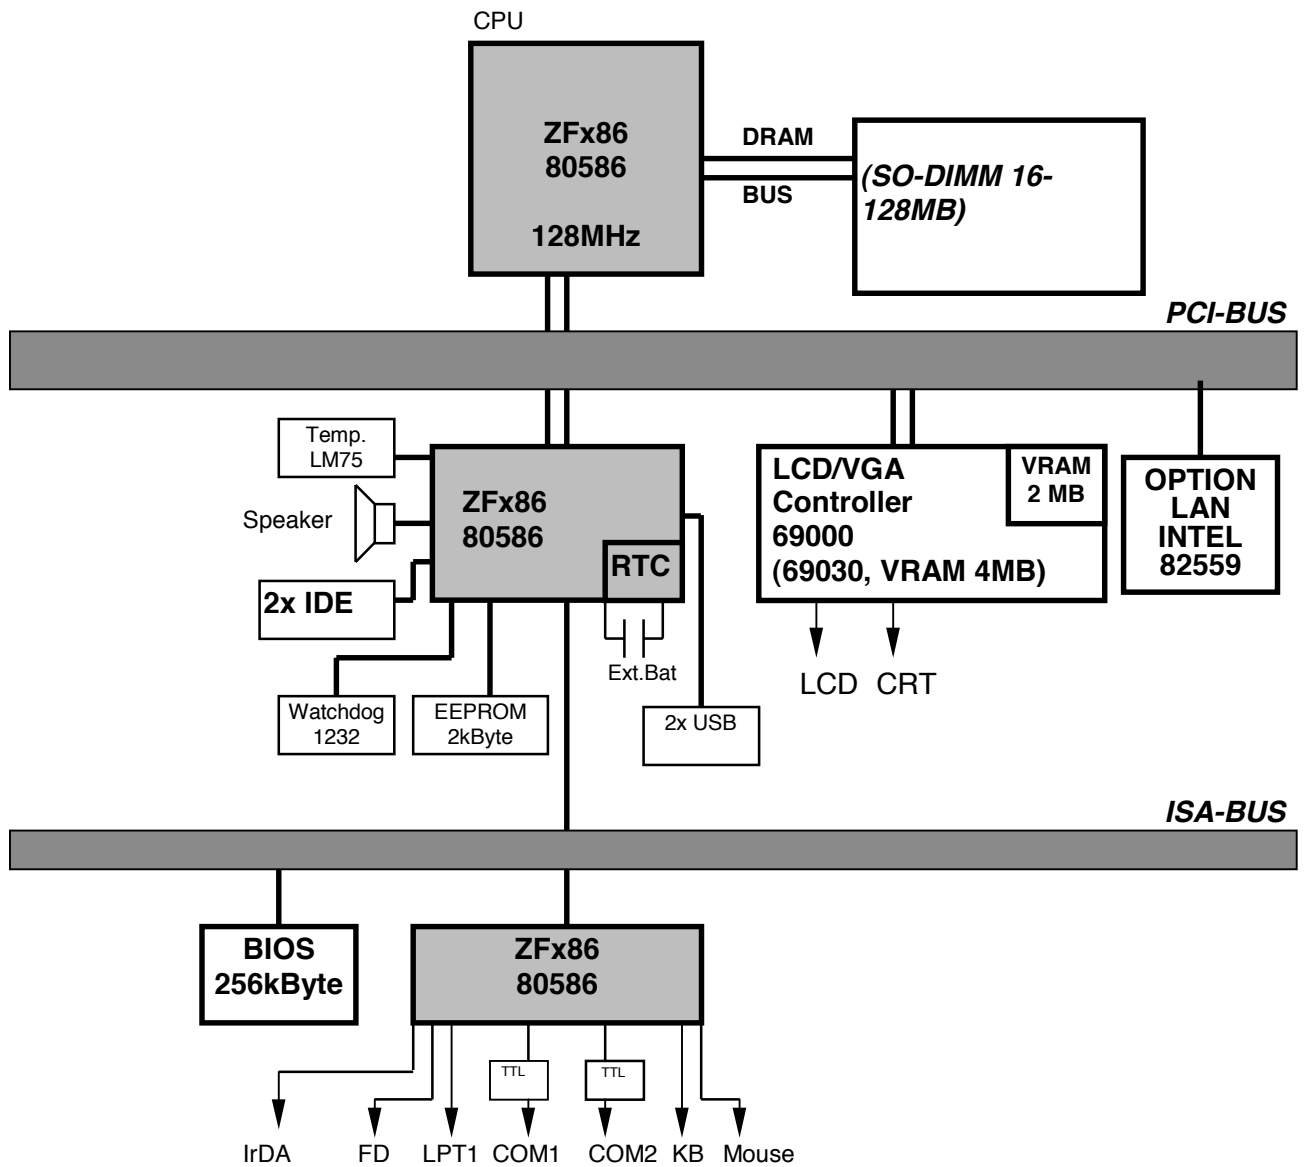 CPU
ZFx86
80586
128MHz
DRAM
BUS
(SO-DIMM 16-
128MB)
PCI-BUS
Temp.
LM75
Speaker
2x IDE
ZFx86
80586
RTC
Ext.Bat
Watchdog
1232
EEPROM
2kByte
2x USB
LCD/VGA
Controller
69000
(69030, VRAM 4MB)
VRAM
2 MB
LCD
CRT
OPTION
LAN
INTEL
82559
ISA-BUS
BIOS
256kByte
ZFx86
80586
TTL
TTL
IrDA
FD
LPT1
COM1
COM2
KB
Mouse